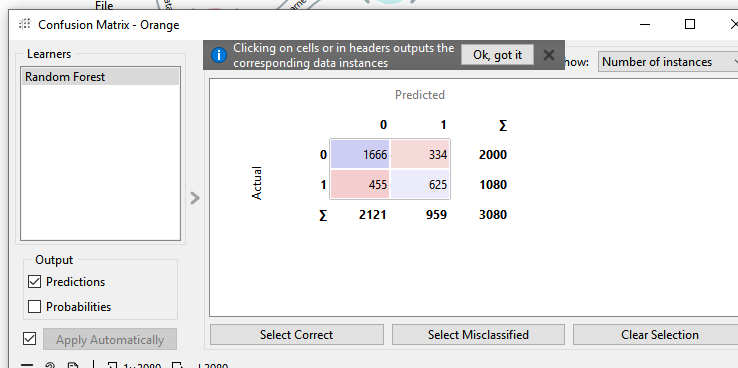 File
Confusion Matrix - Orange
Learners
Random Forest
Clicking on cells or in headers outputs the
corresponding data instances
Ok, got it
how:
Number of instances
Predicted
0 1 Σ
0 1666 334 2000
Actual
1 455 625 1080
Σ 2121 959 3080
Output
Predictions
Probabilities
Apply Automatically
Select Correct
Select Misclassified
Clear Selection